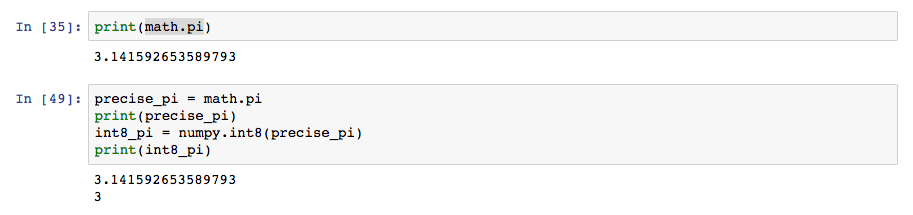 In [35]: print(math.pi)
3.141592653589793
In [49]: precise_pi = math.pi
print(precise_pi)
int8_pi = numpy.int8(precise_pi)
print(int8_pi)
3.141592653589793
3